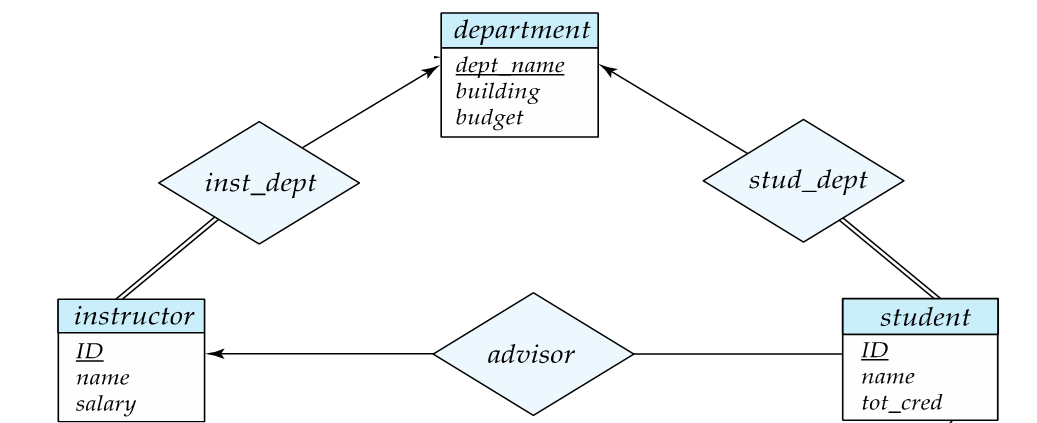 department
dept_name
building
budget
inst_dept
stud_dept
instructor
ID
name
salary
advisor
student
ID
name
tot_cred